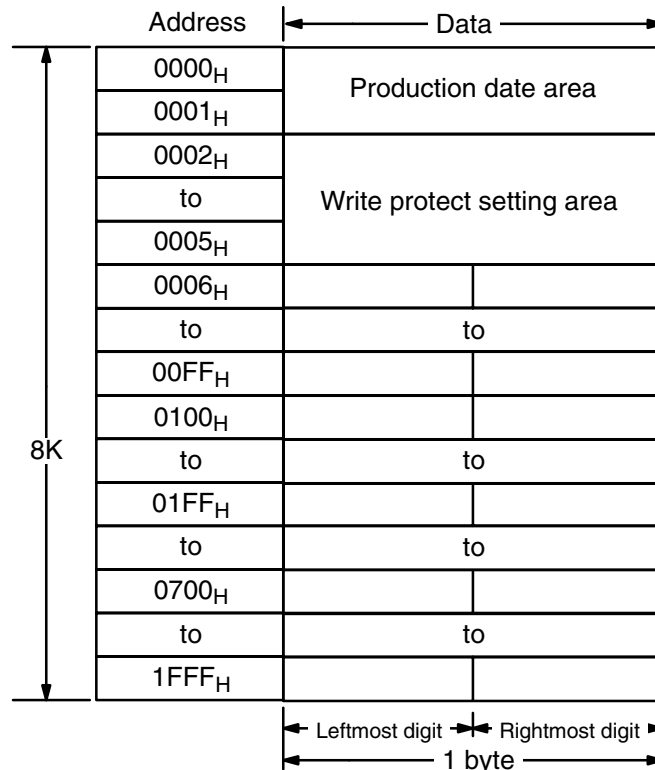 Address Data
0000H Production date area
0001H
0002H
to Write protect setting area
0005H
0006H
to to
00FFH
0100H
8K
to to
01FFH
to to
0700H
to to
1FFFH
Leftmost digit Rightmost digit
1 byte